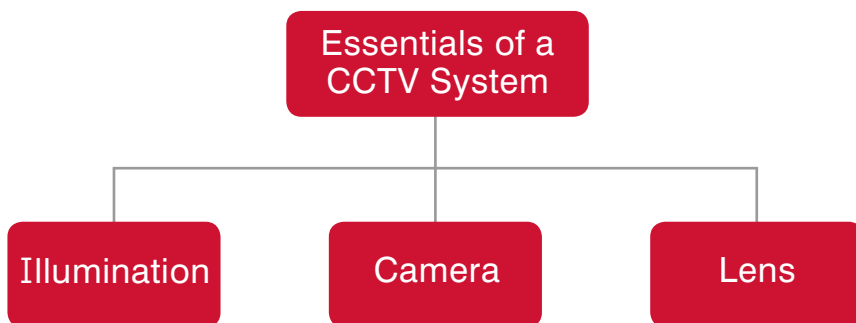 Essentials of a
CCTV System
Illumination
Camera
Lens